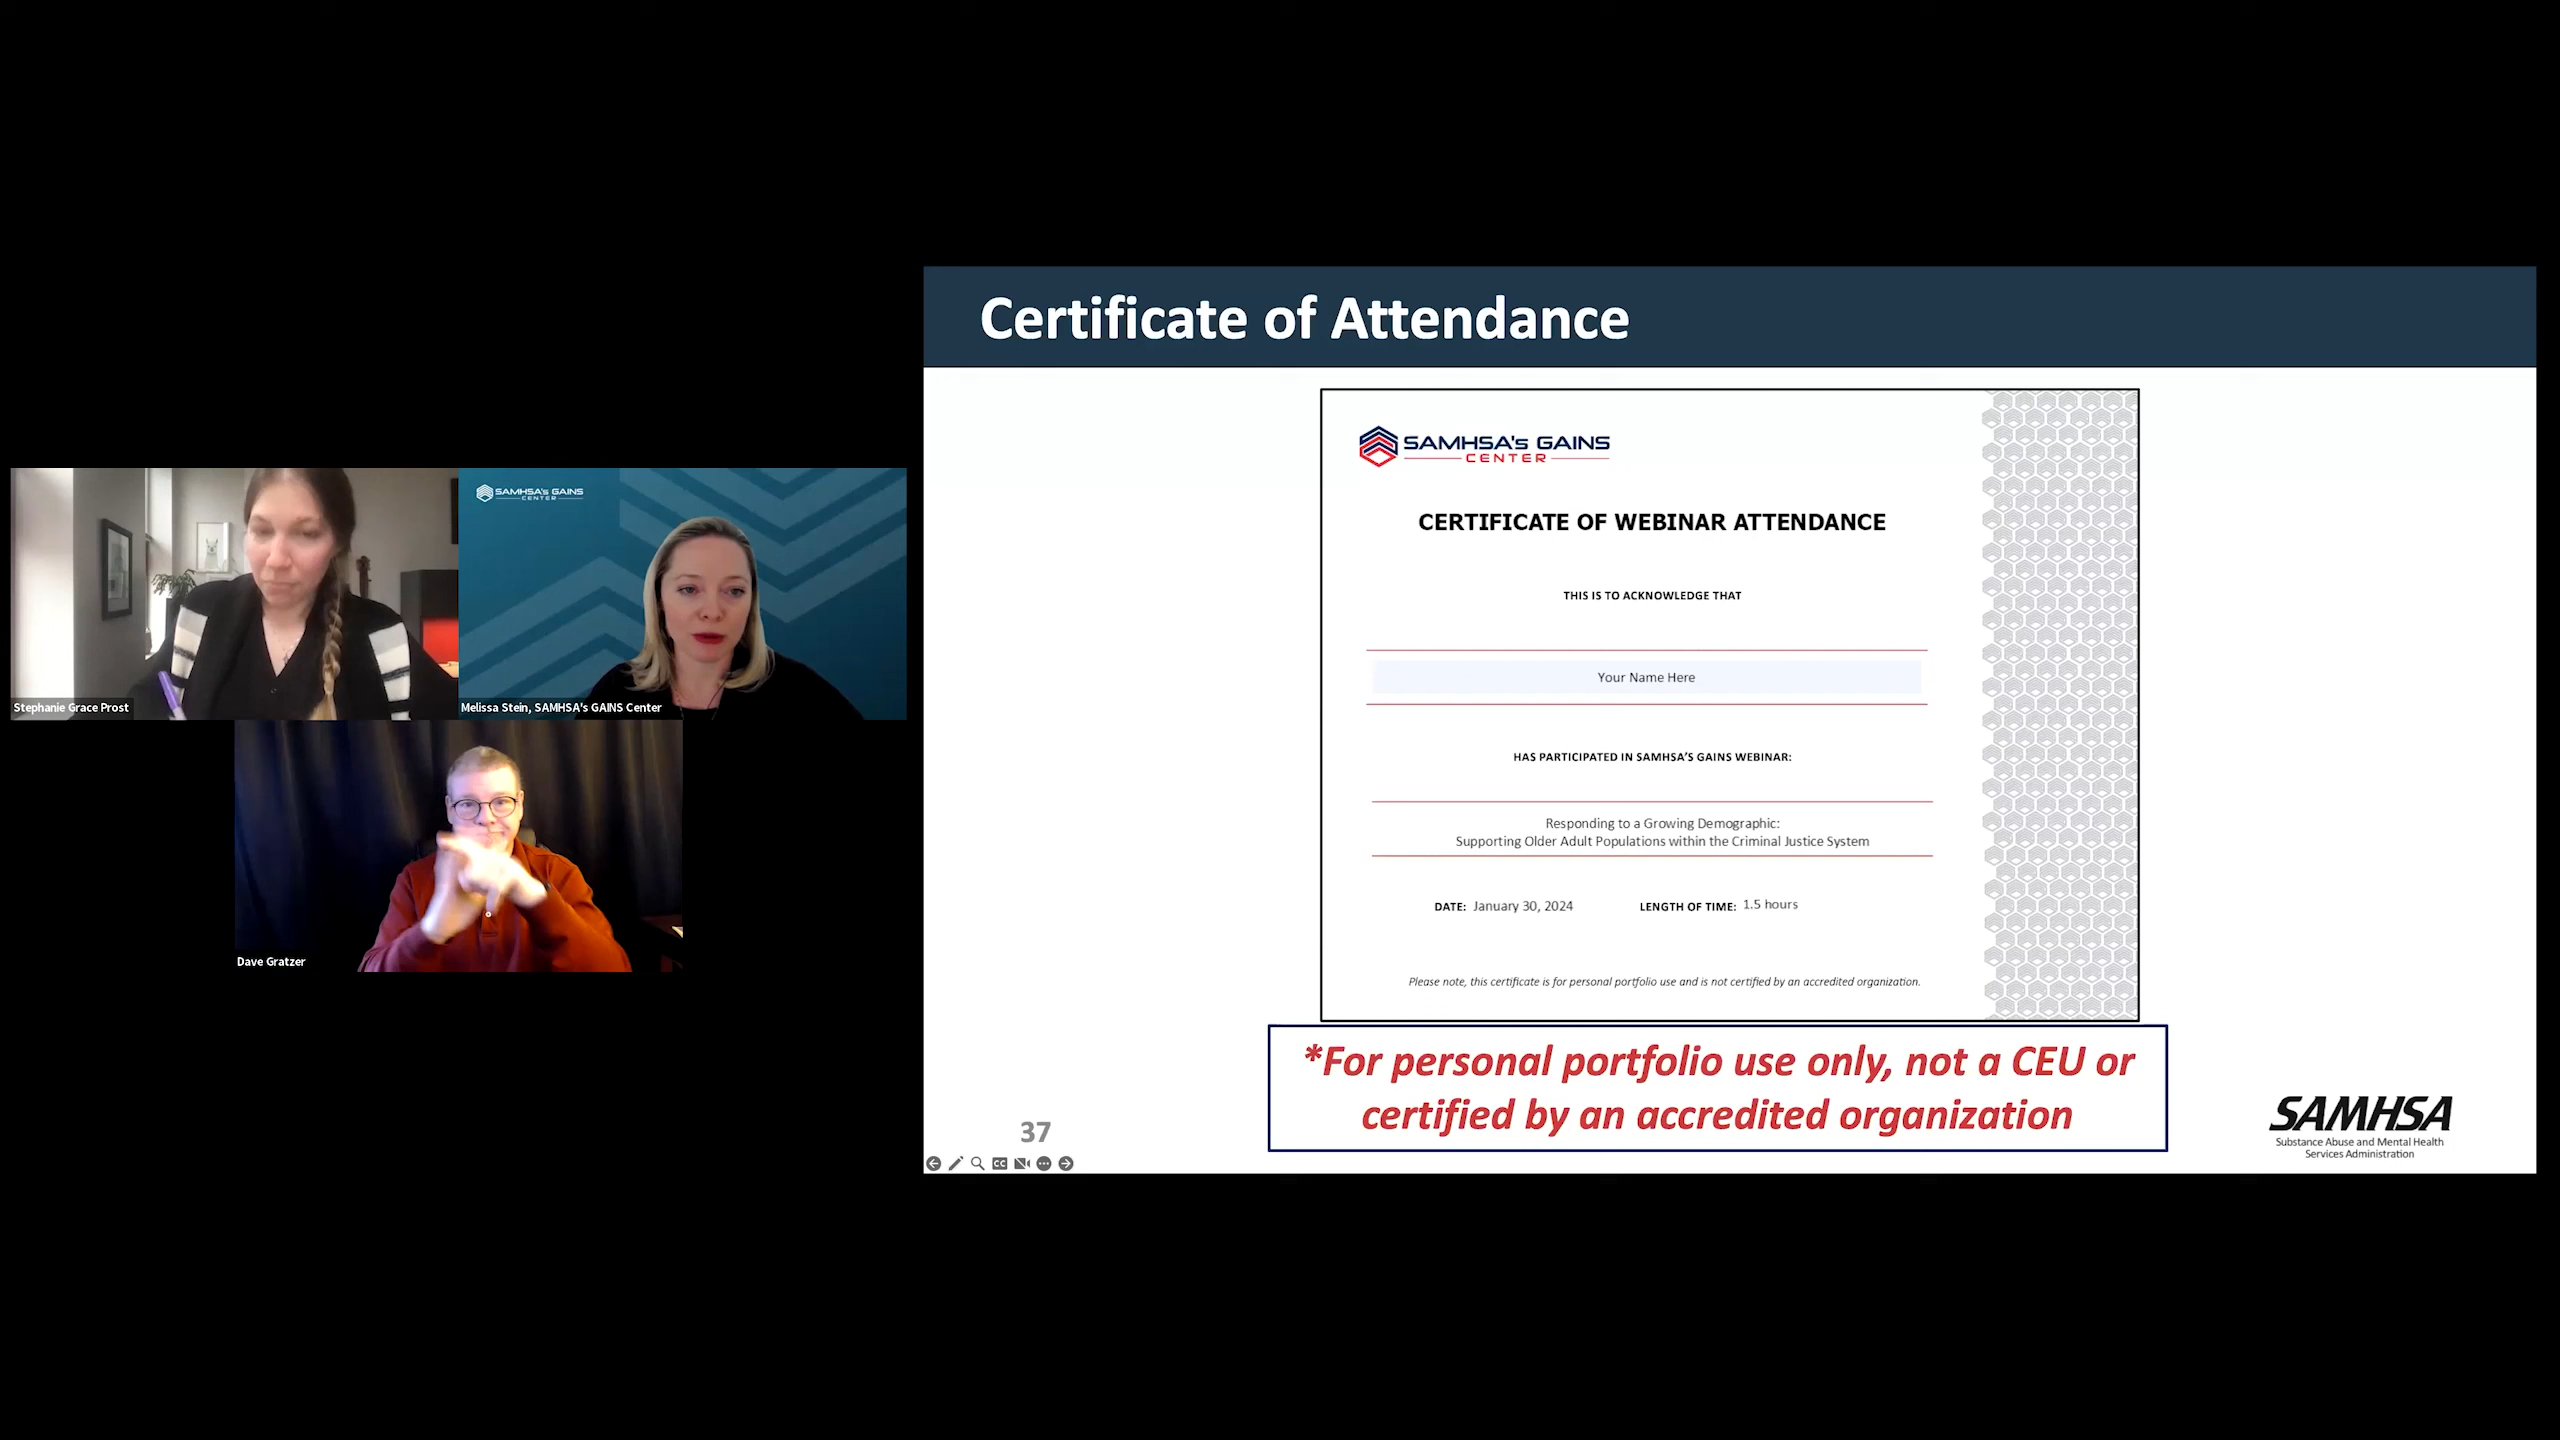 Certificate of Attendance
SAMHSA's GAINS
CENTER
CERTIFICATE OF WEBINAR ATTENDANCE
THIS IS TO ACKNOWLEDGE THAT
Your Name Here
HAS PARTICIPATED IN SAMHSA'S GAINS WEBINAR:
Responding to a Growing Demographic:
Supporting Older Adult Populations within the Criminal Justice System
DATE: January 30, 2024 LENGTH OF TIME: 1.5 hours
Please note, this certificate is for personal portfolio use and is not certified by an accredited organization.
*For personal portfolio use only, not a CEU or
certified by an accredited organization
37
CC
SAMHSA
Substance Abuse and Mental Health
Services Administration
SAMHSA's GAINS
CENTER
Stephanie Grace Prost
Melissa Stein, SAMHSA's GAINS Center
Dave Gratzer